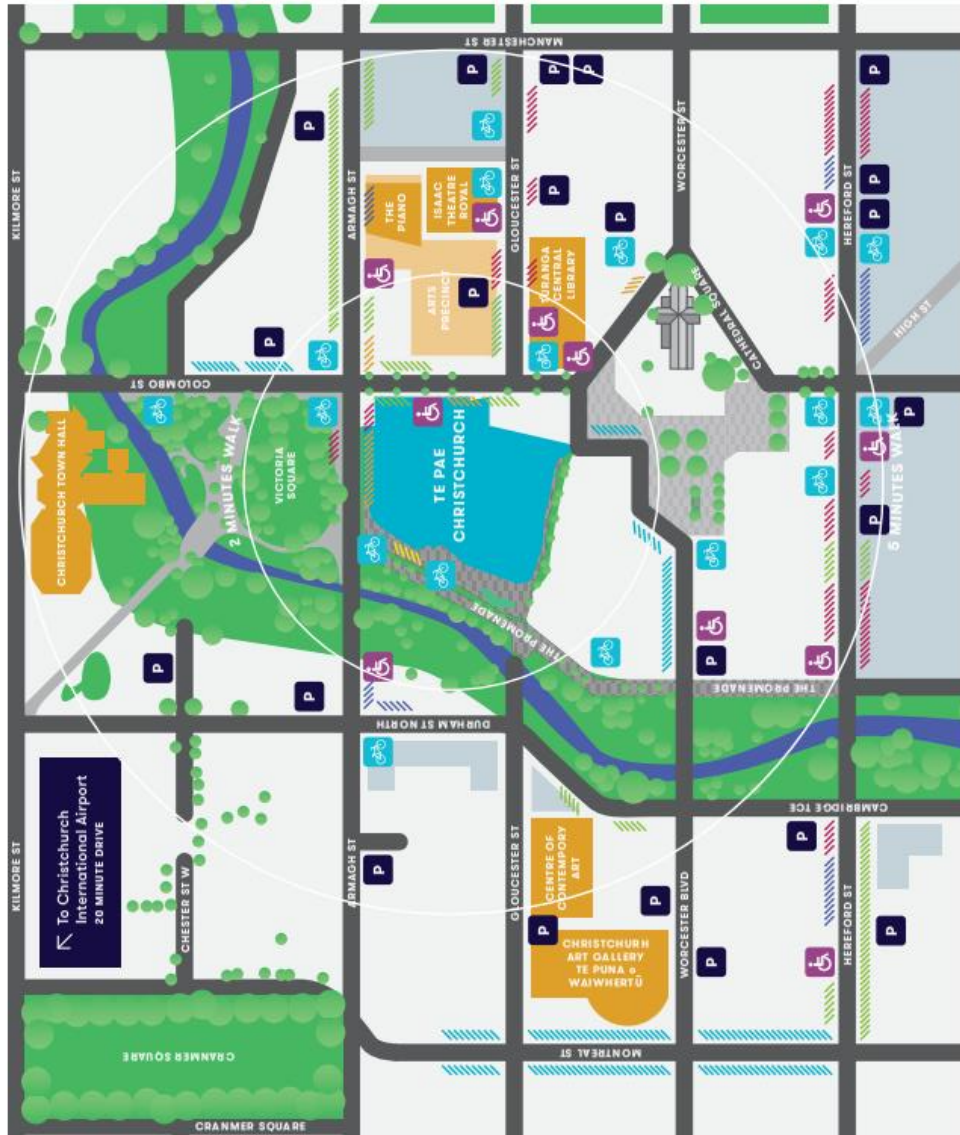 KILMORE ST
KILMORE ST
To Christchurch
International Airport
20 MINUTE DRIVE
CHRISTCHURCH TOWN HALL
CRANMER SQUARE
CHESTER ST W
P
2 MINUTES WALK
VICTORIA
SQUARE
COLOMBO ST
P
P
P
CRANMER SQUARE
ARMAGH ST
ARMAGH ST
P
DURHAM ST NORTH
THE PIANO
ISAAC
THEATRE
ROYAL
ARTS
PRECINCT
P
P
TE PAE
CHRISTCHURCH
THE PROMENADE
GLOUCESTER ST
GLOUCESTER ST
MANCHESTER ST
P
P
P
P
TŪRANGA
CENTRAL
LIBRARY
CENTRE OF
CONTEMPORY
ART
P
CHRISTCHURH
ART GALLERY
TE PUNA o
WAIWHERTŪ
P
MONTREAL ST
WORCESTER BLVD
WORCESTER ST
CATHEDRAL SQUARE
P
P
P
THE PROMENADE
CAMBRIDGE TCE
HEREFORD ST
HEREFORD ST
P
P
P
P
P
P
5 MINUTES WALK
HIGH ST